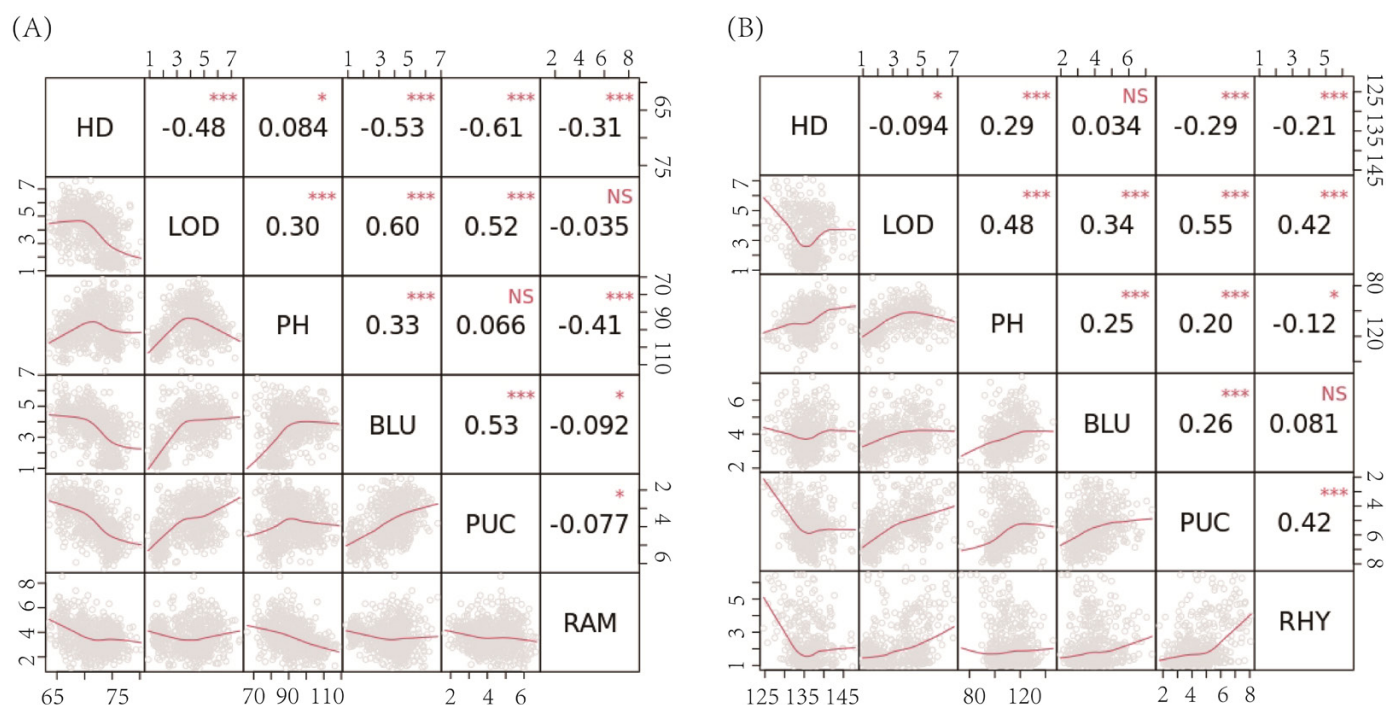 (A) (B)
1 3 5 7 1 3 5 7 2 4 6 8 1 3 5 7 2 4 6 1 3 5
*** * *** *** *** * *** NS *** ***
HD -0.48 0.084 -0.53 -0.61 -0.31 65 75 HD -0.094 0.29 0.034 -0.29 -0.21 125 135 145
*** *** *** NS *** *** *** ***
7 5 3 1 LOD 0.30 0.60 0.52 -0.035 7 5 3 1 LOD 0.48 0.34 0.55 0.42
*** NS *** *** *** *
PH 0.33 0.066 -0.41 70 90 110 PH 0.25 0.20 -0.12 80 120
*** * *** NS
7 5 3 1 BLU 0.53 -0.092 6 4 2 BLU 0.26 0.081
* ***
PUC -0.077 2 4 6 PUC 0.42 2 4 6 8
8 6 4 2 RAM 5 3 1 RHY
65 75 70 90 110 2 4 6 125 135 145 80 120 2 4 6 8